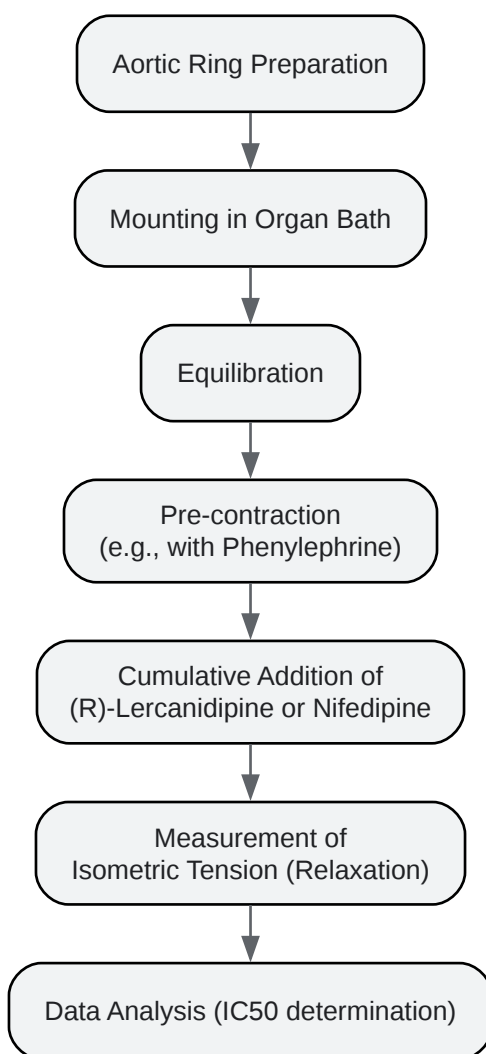 Aortic Ring Preparation
Mounting in Organ Bath
Equilibration
Pre-contraction
(e.g., with Phenylephrine)
Cumulative Addition of
(R)-Lercanidipine or Nifedipine
Measurement of
Isometric Tension (Relaxation)
Data Analysis (IC50 determination)